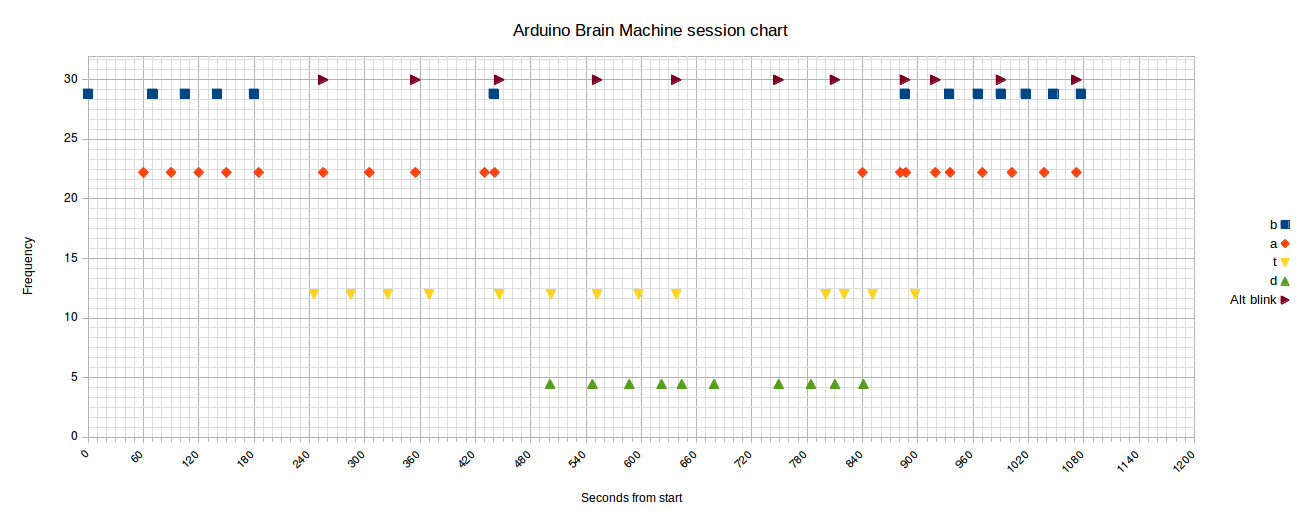 Arduino Brain Machine session chart
30
25
20
15
10
5
0
Frequency
0 60 120 180 240 300 360 420 480 540 600 660 720 780 840 900 960 1020 1080 1140 1200
Seconds from start
b
a
t
d
Alt blink